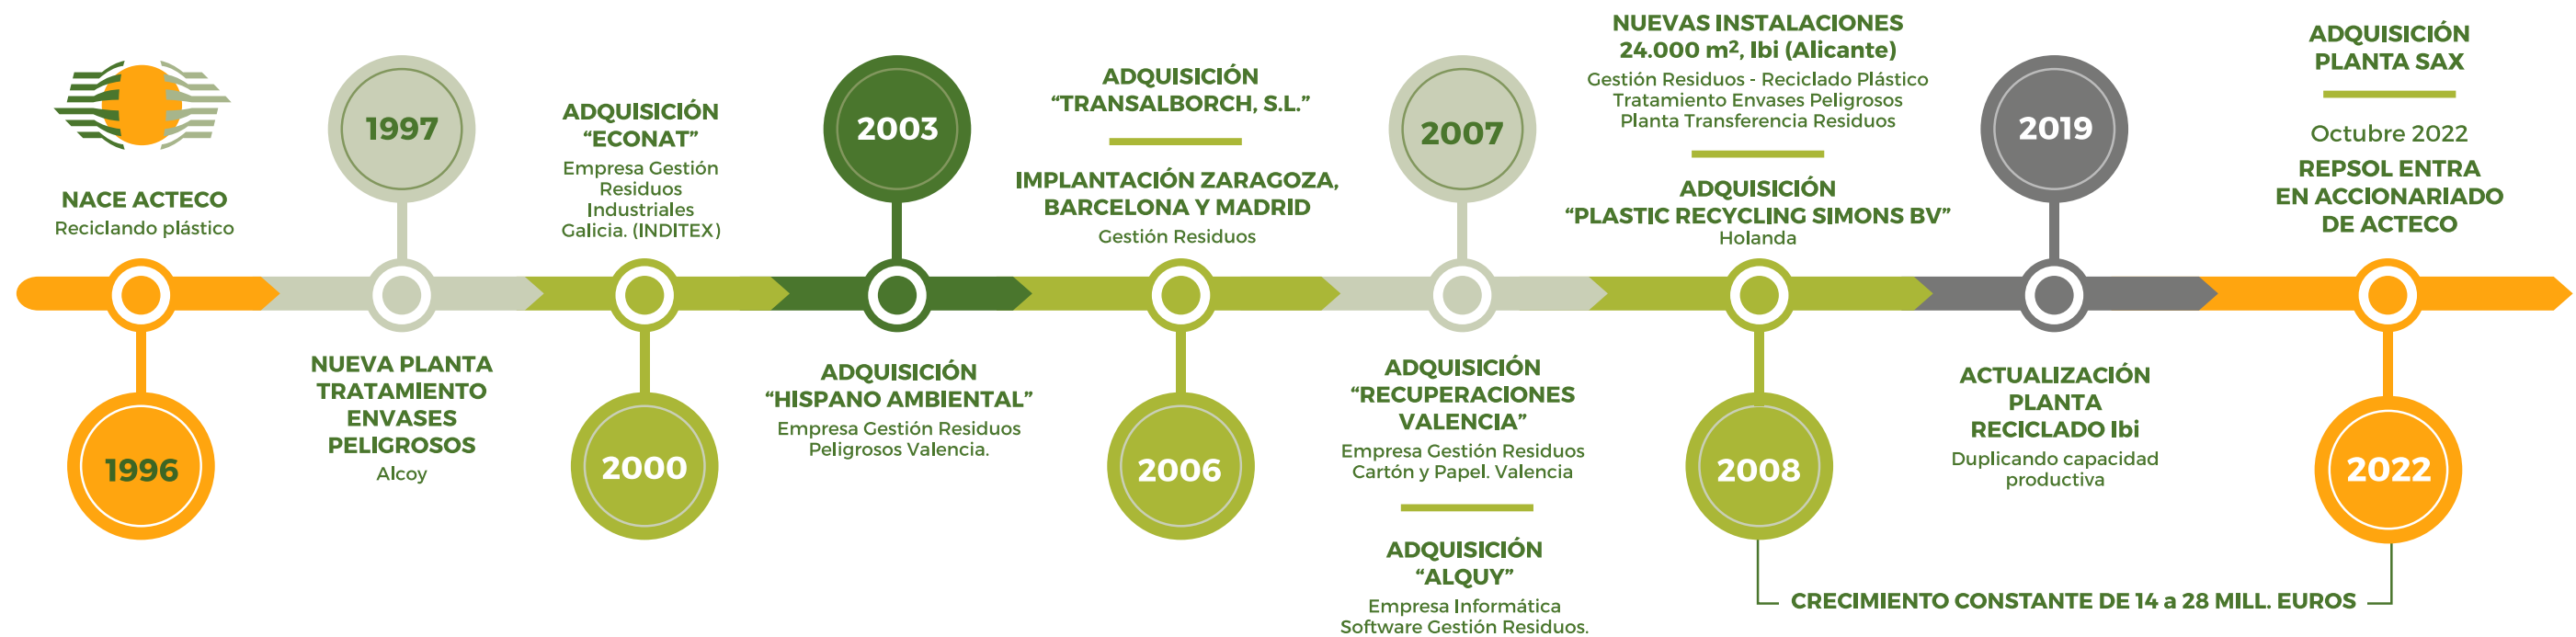 NACE ACTECO
Reciclando plástico
1996
1997
NUEVA PLANTA
TRATAMIENTO
ENVASES
PELIGROSOS
Alcoy
ADQUISICIÓN
“ECONAT”
Empresa Gestión
Residuos
Industriales
Galicia. (INDITEX)
2000
2003
ADQUISICIÓN
“HISPANO AMBIENTAL”
Empresa Gestión Residuos
Peligrosos Valencia.
ADQUISICIÓN
“TRANSALBORCH, S.L.”
IMPLANTACIÓN ZARAGOZA,
BARCELONA Y MADRID
Gestión Residuos
2006
2007
ADQUISICIÓN
“RECUPERACIONES
VALENCIA”
Empresa Gestión Residuos
Cartón y Papel. Valencia
ADQUISICIÓN
“ALQUY”
Empresa Informática
Software Gestión Residuos.
NUEVAS INSTALACIONES
24.000 m², Ibi (Alicante)
Gestión Residuos - Reciclado Plástico
Tratamiento Envases Peligrosos
Planta Transferencia Residuos
ADQUISICIÓN
“PLASTIC RECYCLING SIMONS BV”
Holanda
2008
2019
ACTUALIZACIÓN
PLANTA
RECICLADO Ibi
Duplicando capacidad
productiva
ADQUISICIÓN
PLANTA SAX
Octubre 2022
REPSOL ENTRA
EN ACCIONARIADO
DE ACTECO
2022
CRECIMIENTO CONSTANTE DE 14 a 28 MILL. EUROS